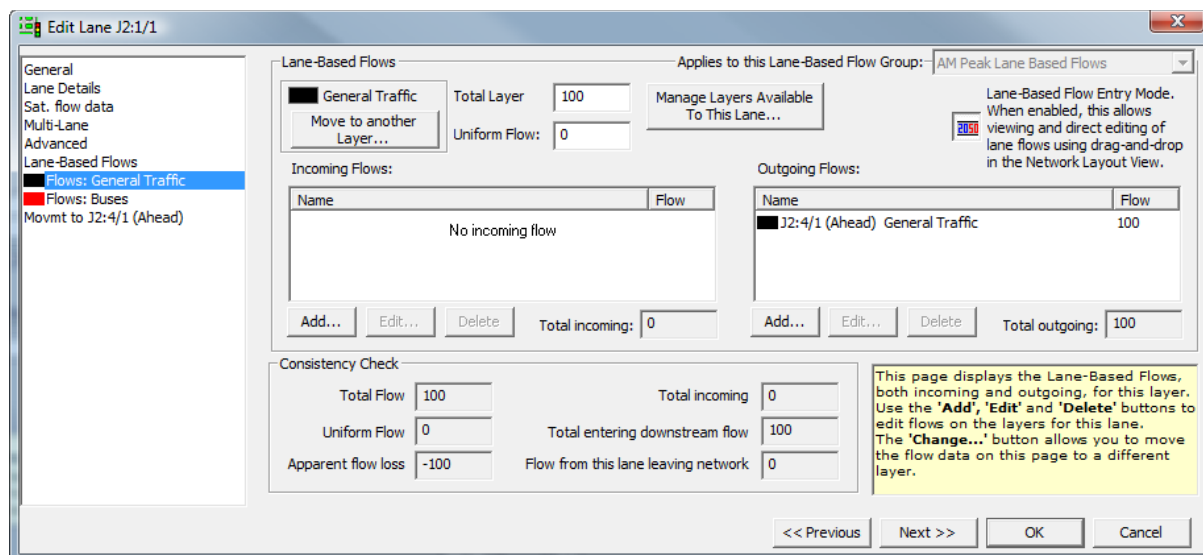 Edit Lane J2:1/1
x
General
Lane Details
Sat. flow data
Multi-Lane
Advanced
Lane-Based Flows
Flows: General Traffic
Flows: Buses
Movmt to J2:4/1 (Ahead)
Lane-Based Flows
Applies to this Lane-Based Flow Group:
AM Peak Lane Based Flows
General Traffic
Move to another
Layer...
Total Layer
100
Uniform Flow:
0
Manage Layers Available
To This Lane...
2050
Lane-Based Flow Entry Mode.
When enabled, this allows
viewing and direct editing of
lane flows using drag-and-drop
in the Network Layout View.
Incoming Flows:
Name Flow
No incoming flow
Add... Edit... Delete Total incoming: 0
Outgoing Flows:
Name Flow
J2:4/1 (Ahead) General Traffic 100
Add... Edit... Delete Total outgoing: 100
Consistency Check
Total Flow 100 Total incoming 0
Uniform Flow 0 Total entering downstream flow 100
Apparent flow loss -100 Flow from this lane leaving network 0
This page displays the Lane-Based Flows,
both incoming and outgoing, for this layer.
Use the 'Add', 'Edit' and 'Delete' buttons to
edit flows on the layers for this lane.
The 'Change...' button allows you to move
the flow data on this page to a different
layer.
<< Previous Next >> OK Cancel